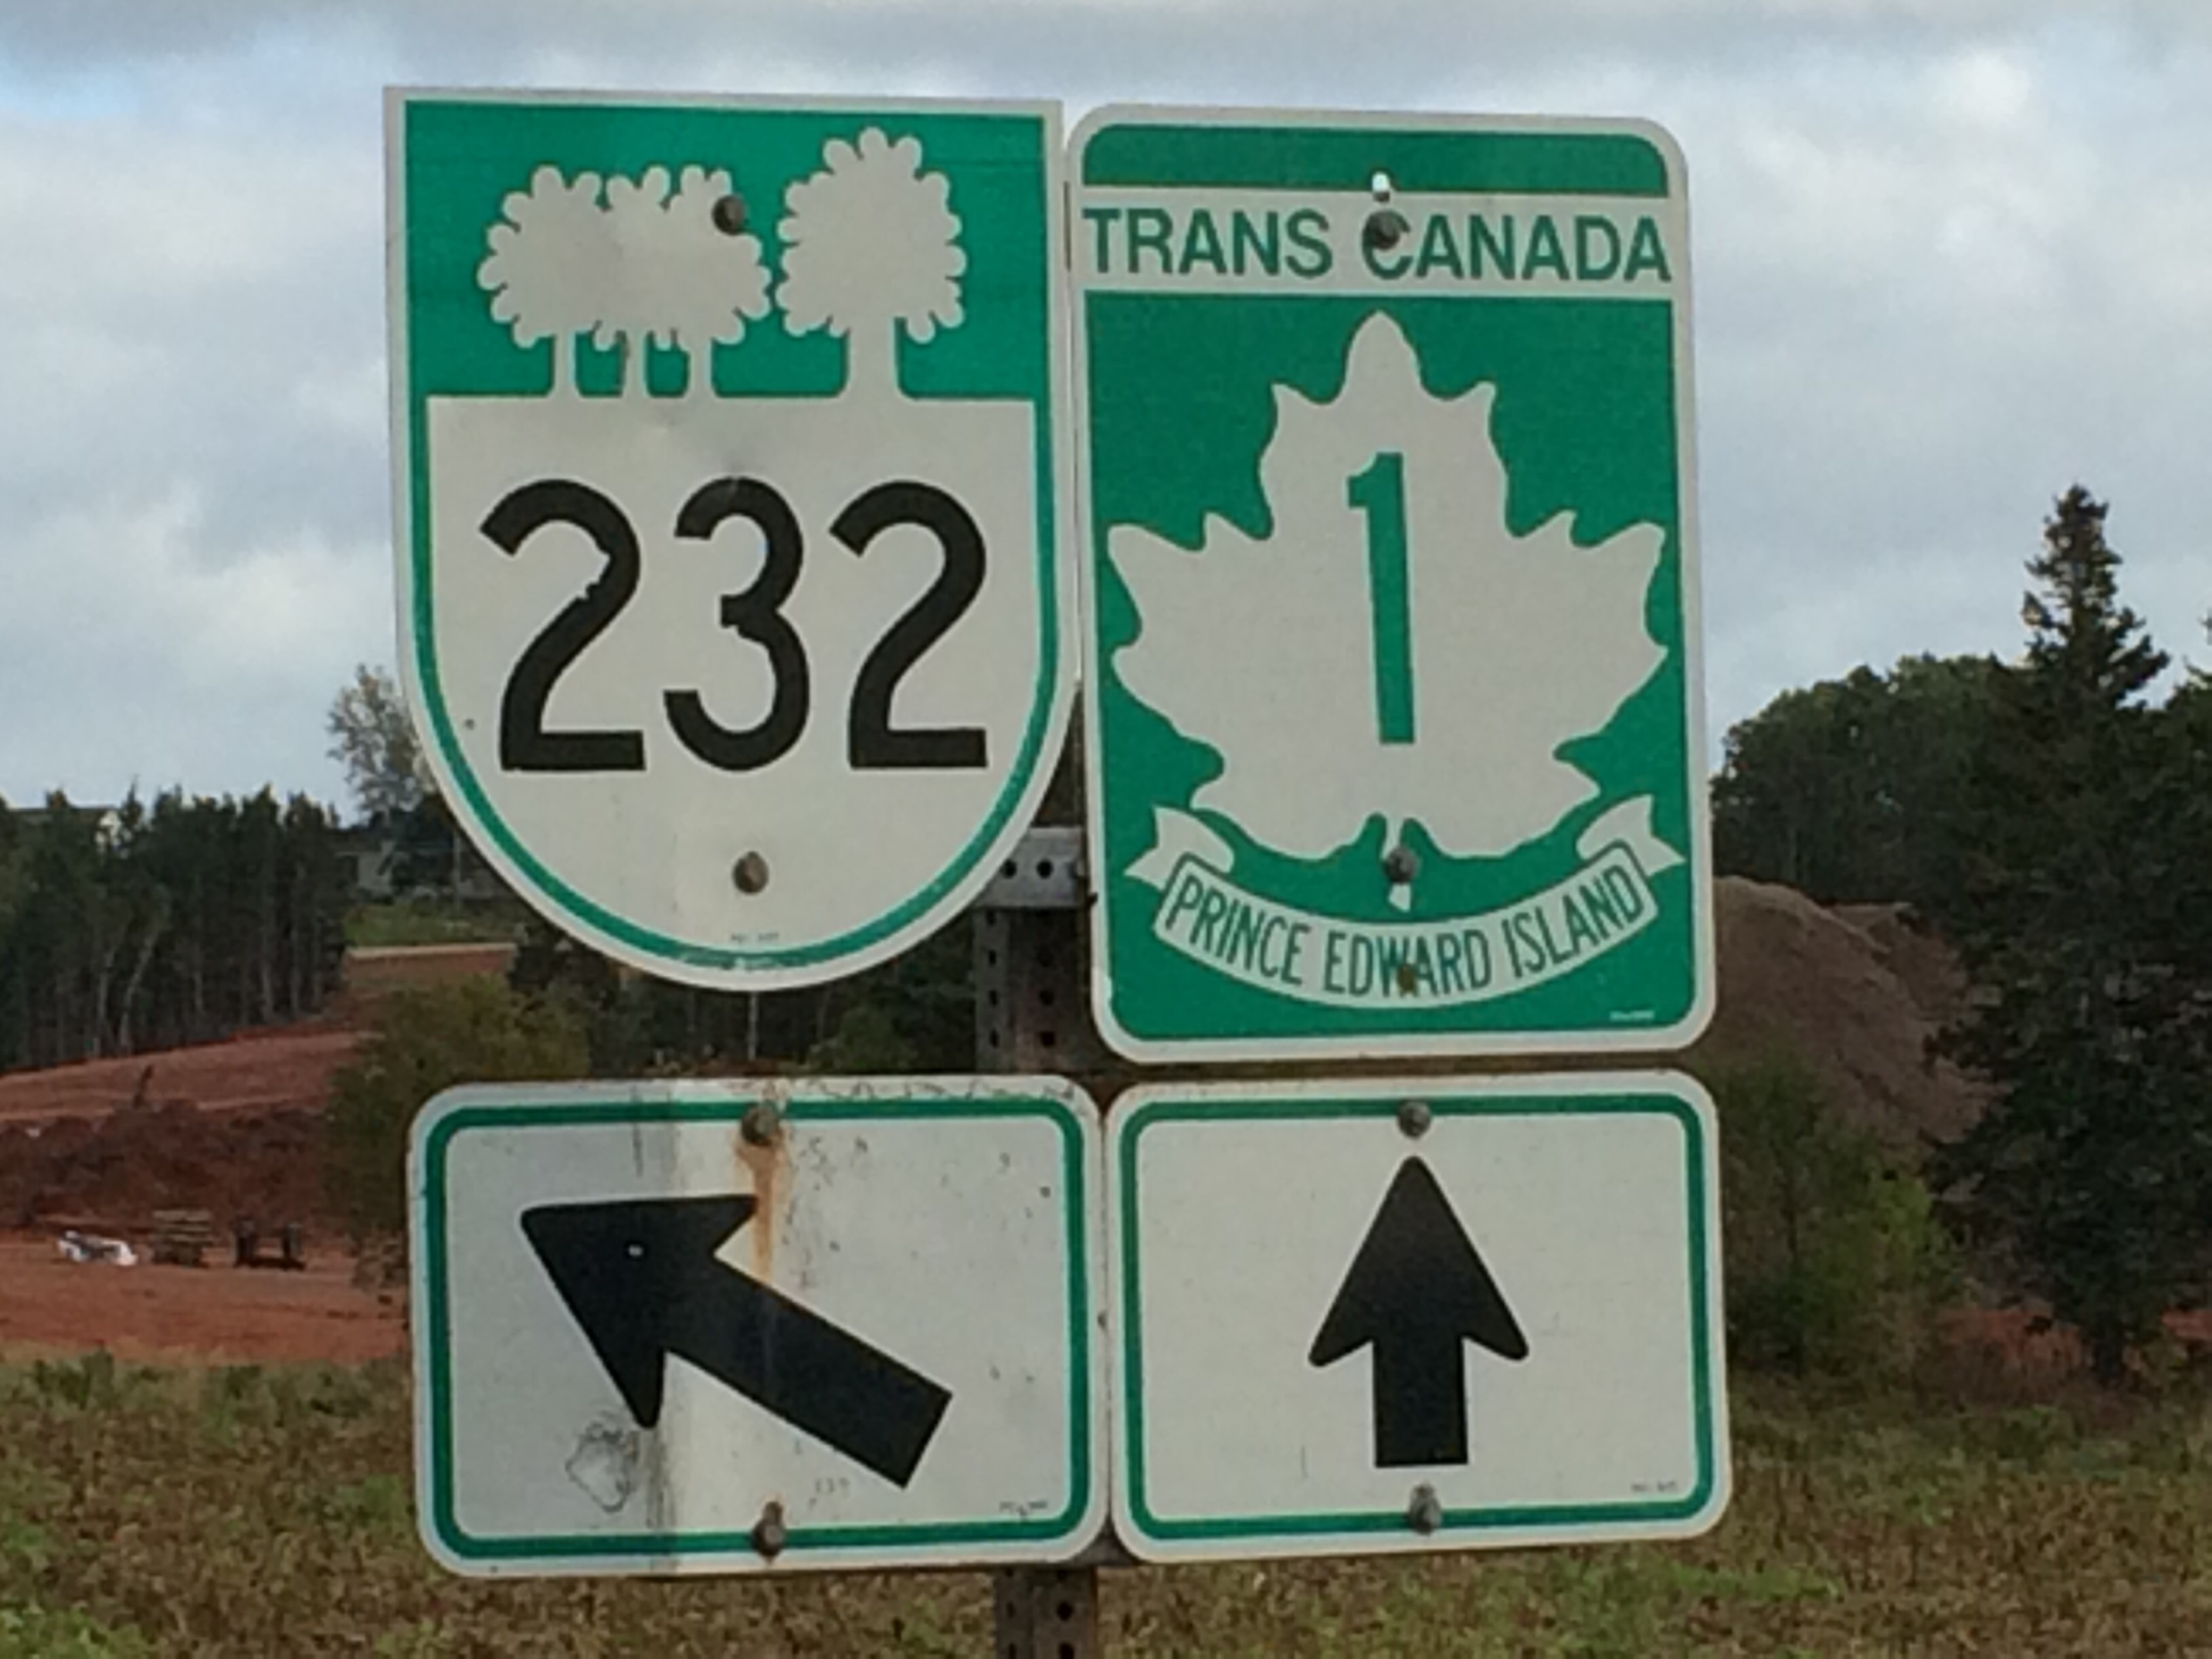 232
TRANS CANADA
1
PRINCE EDWARD ISLAND